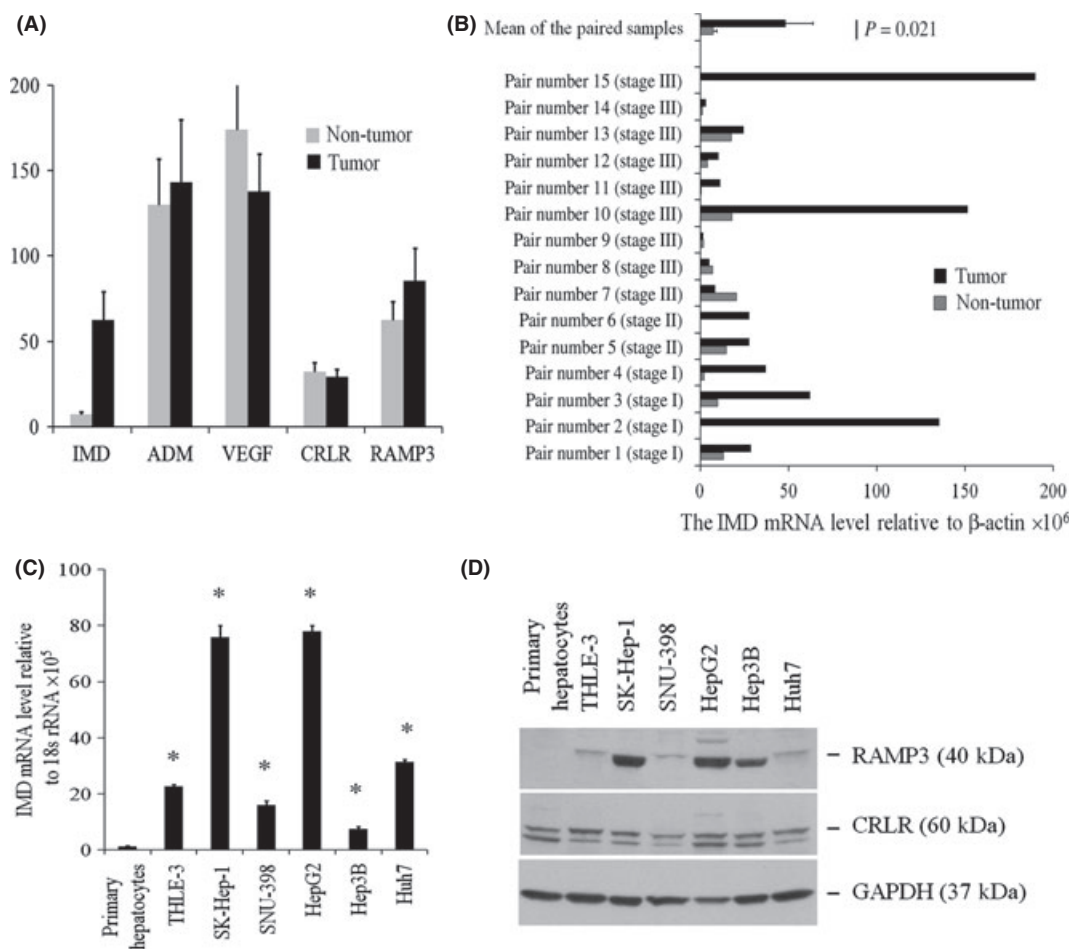 (A)
200
150
100
50
0
Non-tumor
Tumor
IMD ADM VEGF CRLR RAMP3
(B)
Mean of the paired samples
P = 0.021
Pair number 15 (stage III)
Pair number 14 (stage III)
Pair number 13 (stage III)
Pair number 12 (stage III)
Pair number 11 (stage III)
Pair number 10 (stage III)
Pair number 9 (stage III)
Pair number 8 (stage III)
Pair number 7 (stage III)
Pair number 6 (stage II)
Pair number 5 (stage II)
Pair number 4 (stage I)
Pair number 3 (stage I)
Pair number 2 (stage I)
Pair number 1 (stage I)
Tumor
Non-tumor
0 50 100 150 200
The IMD mRNA level relative to β-actin ×10⁶
(C)
IMD mRNA level relative
to 18s rRNA ×10⁵
100
80
60
40
20
0
* * * * * *
Primary
hepatocytes
THLE-3
SK-Hep-1
SNU-398
HepG2
Hep3B
Huh7
(D)
Primary
hepatocytes
THLE-3
SK-Hep-1
SNU-398
HepG2
Hep3B
Huh7
RAMP3 (40 kDa)
CRLR (60 kDa)
GAPDH (37 kDa)